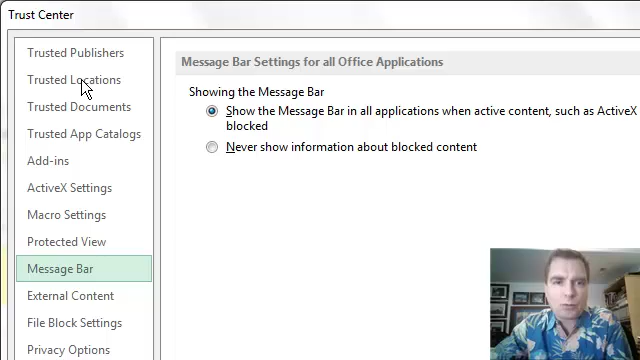 Trust Center
Trusted Publishers
Trusted Locations
Trusted Documents
Trusted App Catalogs
Add-ins
ActiveX Settings
Macro Settings
Protected View
Message Bar
External Content
File Block Settings
Privacy Options
Message Bar Settings for all Office Applications
Showing the Message Bar
Show the Message Bar in all applications when active content, such as ActiveX
blocked
Never show information about blocked content